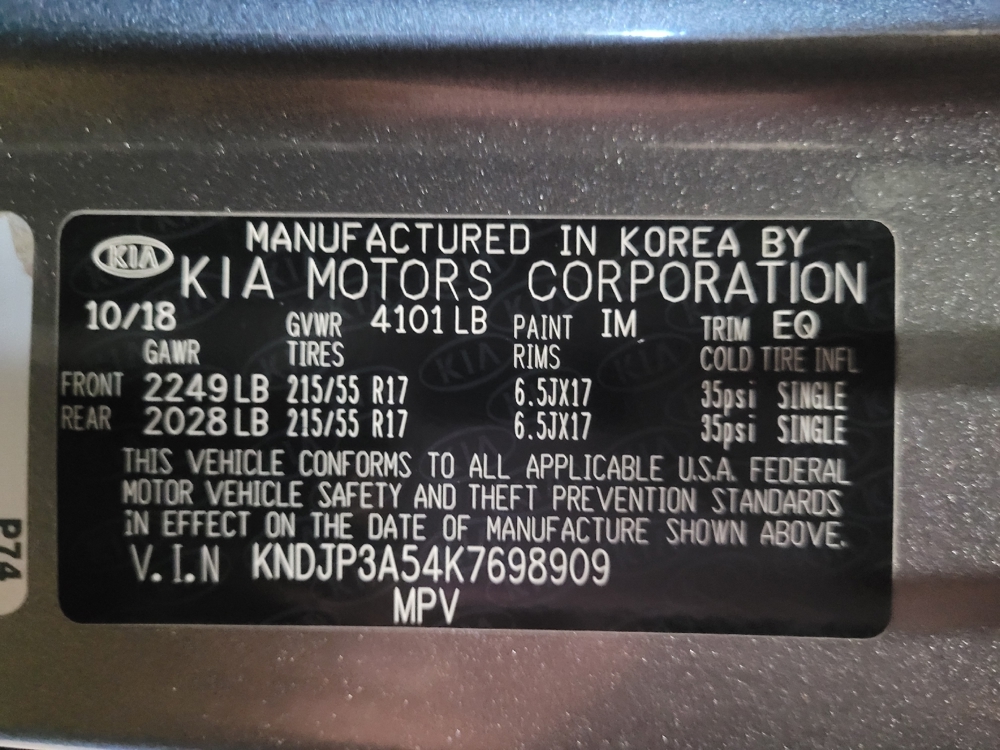 KIA
MANUFACTURED IN KOREA BY
KIA MOTORS CORPORATION
10/18 GVWR 4101 LB PAINT IM TRIM EQ
GAWR TIRES RIMS COLD TIRE INFL
FRONT 2249 LB 215/55 R17 6.5JX17 35psi SINGLE
REAR 2028 LB 215/55 R17 6.5JX17 35psi SINGLE
THIS VEHICLE CONFORMS TO ALL APPLICABLE U.S.A. FEDERAL
MOTOR VEHICLE SAFETY AND THEFT PREVENTION STANDARDS
iN EFFECT ON THE DATE OF MANUFACTURE SHOWN ABOVE.
V.I.N KNDJP3A54K7698909
MPV
P74